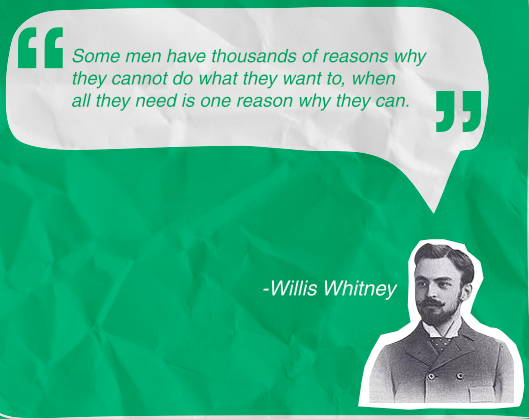 “
Some men have thousands of reasons why
they cannot do what they want to, when
all they need is one reason why they can.
”
-Willis Whitney